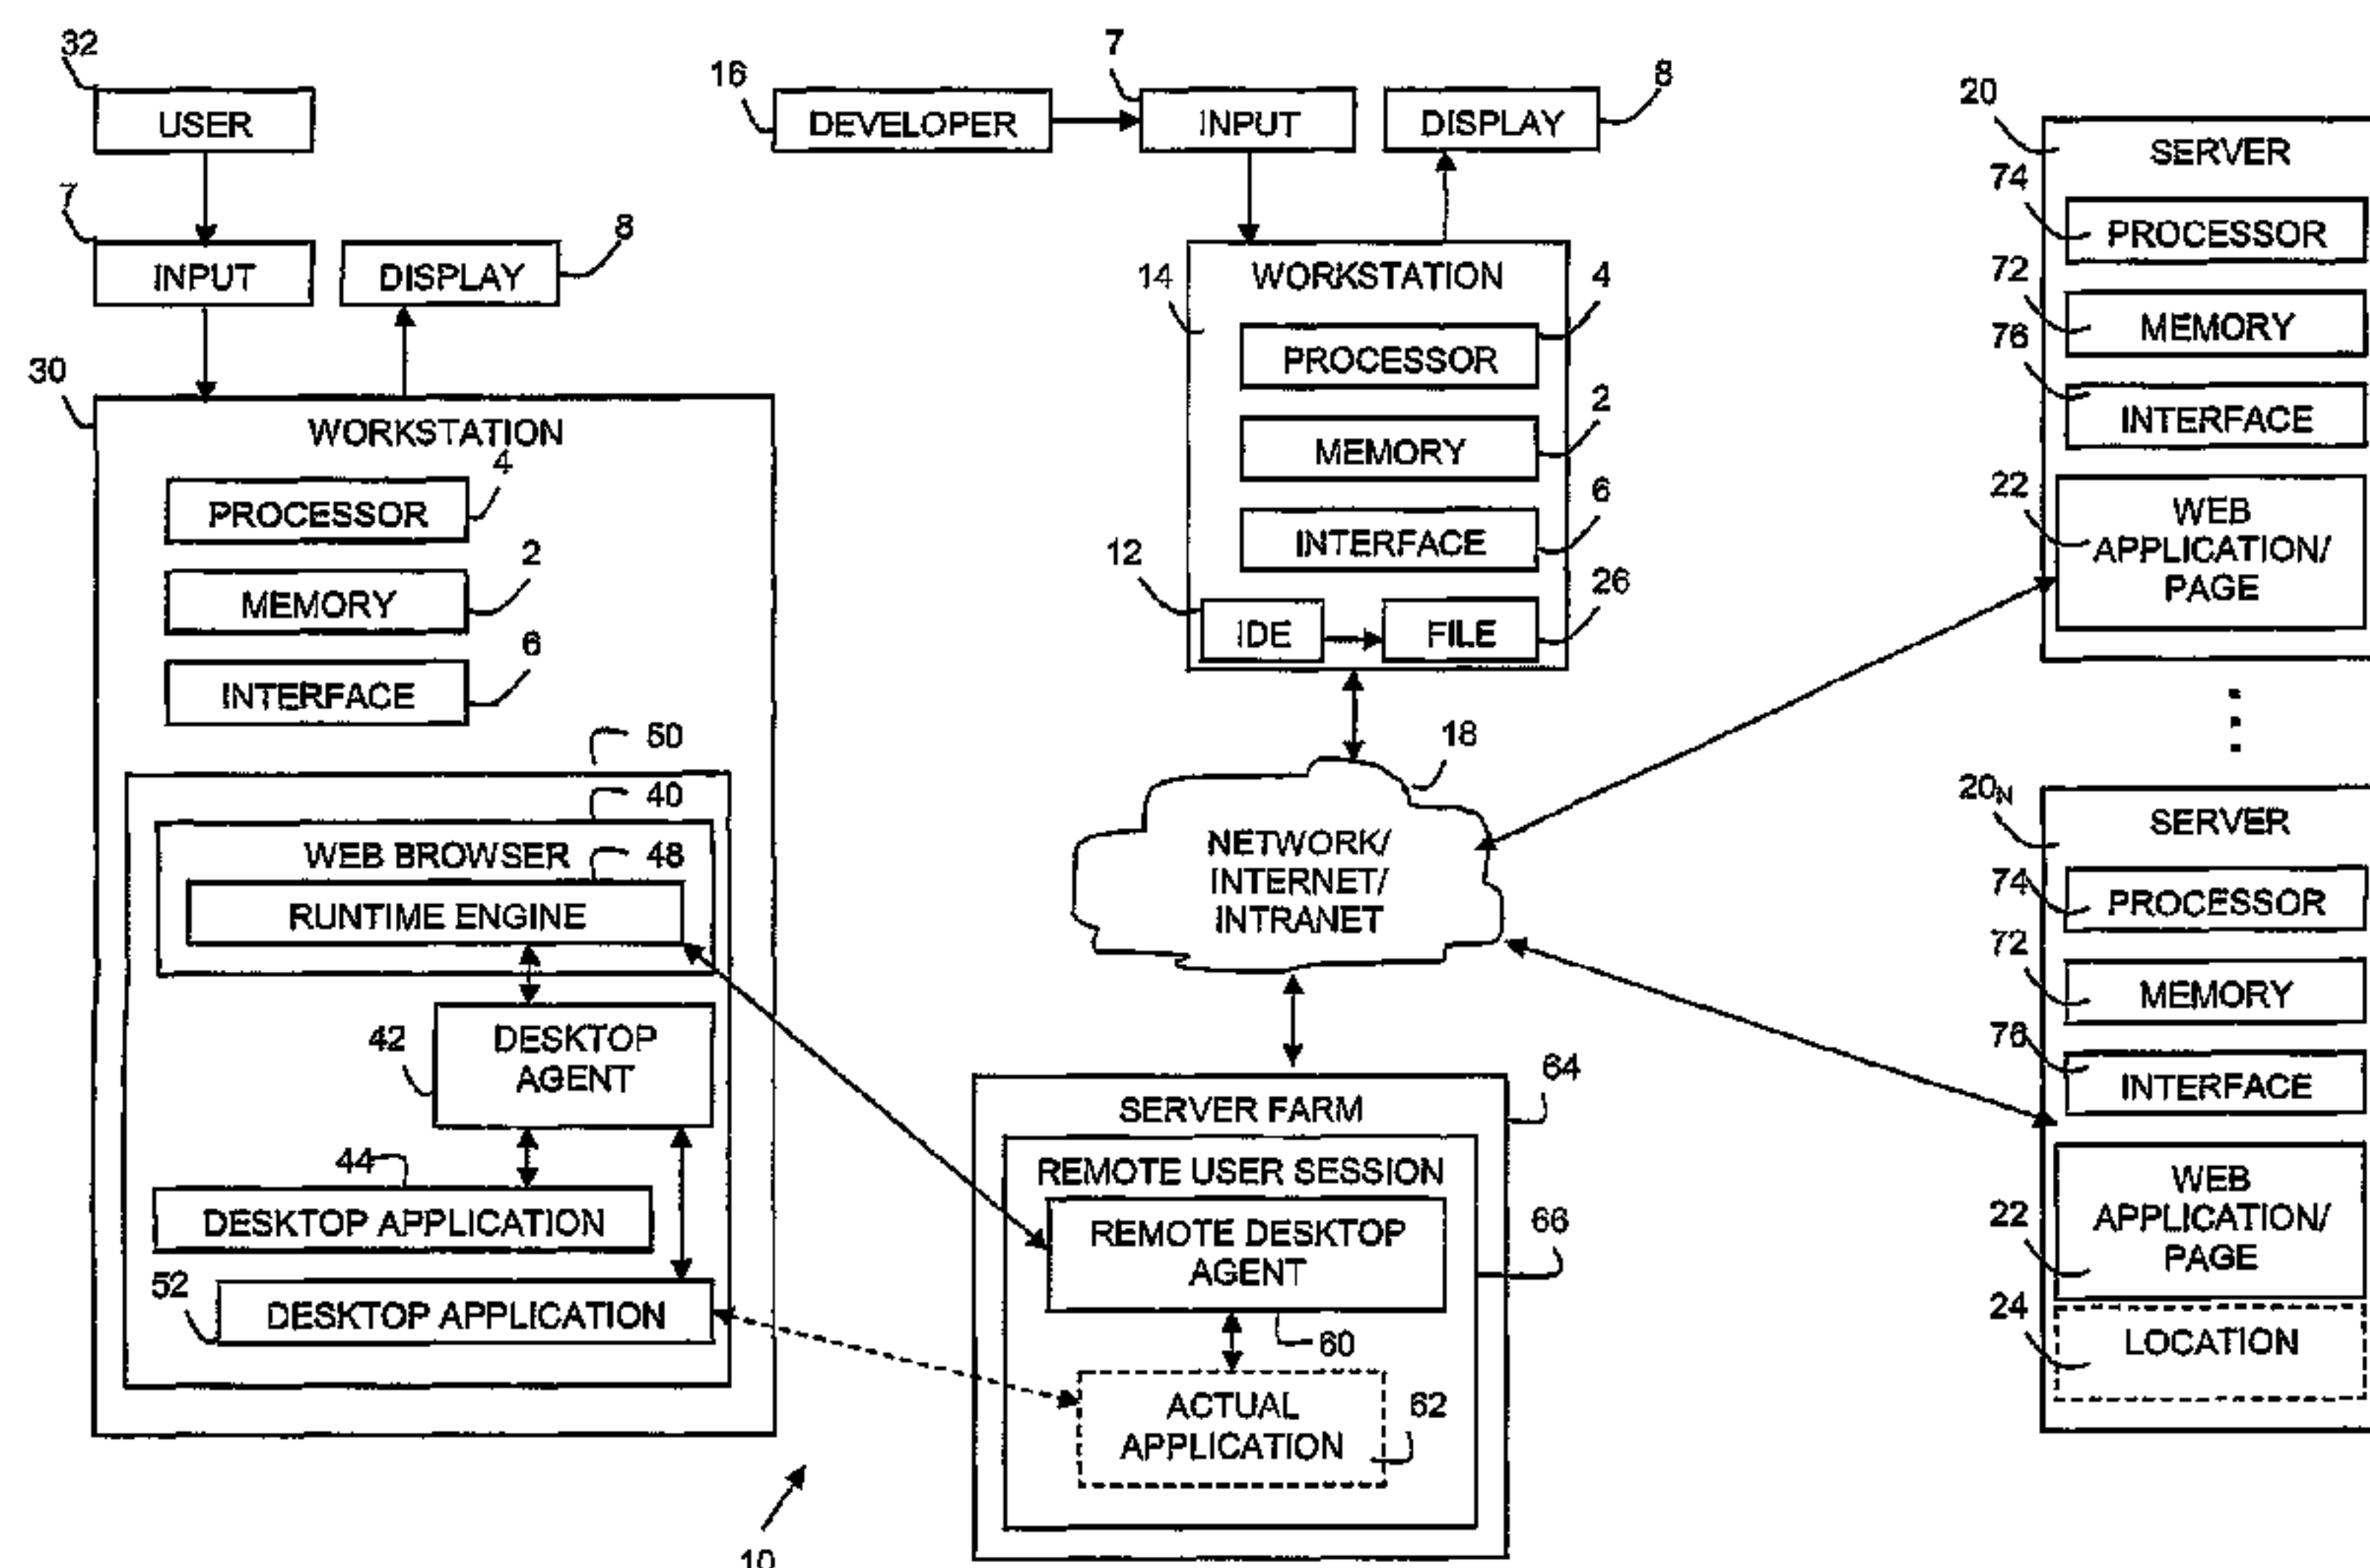 32
USER
7
INPUT
DISPLAY
8
30
WORKSTATION
4
PROCESSOR
2
MEMORY
6
INTERFACE
50
40
WEB BROWSER
48
RUNTIME ENGINE
42
DESKTOP
AGENT
44
DESKTOP APPLICATION
52
DESKTOP APPLICATION
16
DEVELOPER
7
INPUT
DISPLAY
8
14
WORKSTATION
4
PROCESSOR
2
MEMORY
6
INTERFACE
12
IDE
FILE
26
18
NETWORK/
INTERNET/
INTRANET
64
SERVER FARM
REMOTE USER SESSION
66
REMOTE DESKTOP
AGENT
60
ACTUAL
APPLICATION
62
10
20
SERVER
74
PROCESSOR
72
MEMORY
76
INTERFACE
22
WEB
APPLICATION/
PAGE
20N
SERVER
74
PROCESSOR
72
MEMORY
76
INTERFACE
WEB
APPLICATION/
PAGE
22
24
LOCATION